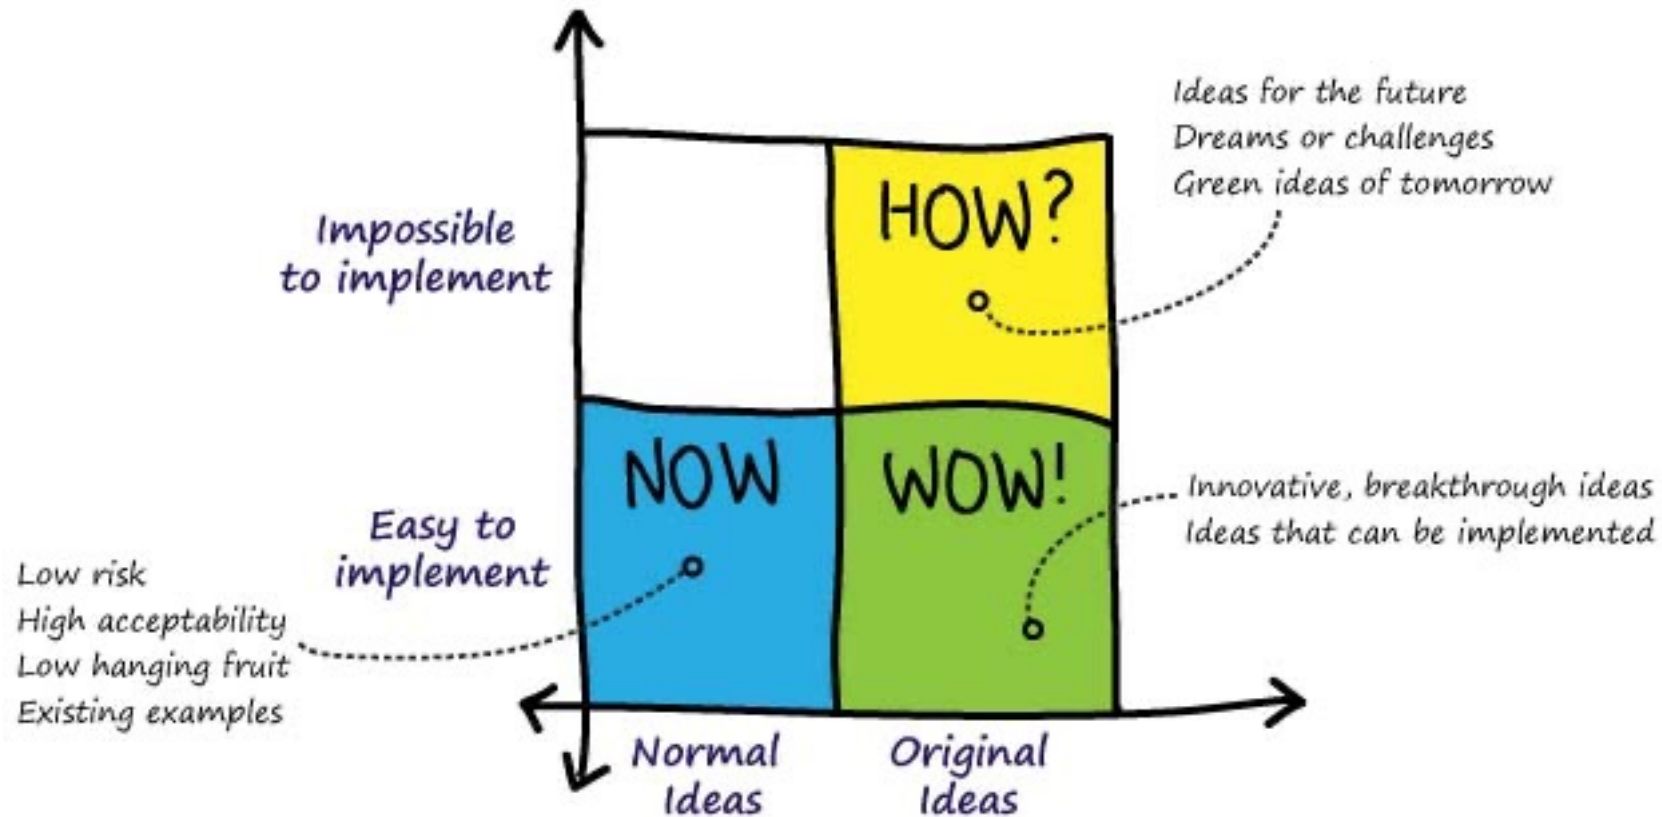 Ideas for the future
Dreams or challenges
Green ideas of tomorrow
HOW?
Impossible
to implement
NOW
WOW!
Innovative, breakthrough ideas
Ideas that can be implemented
Easy to
implement
Low risk
High acceptability
Low hanging fruit
Existing examples
Normal
Ideas
Original
Ideas